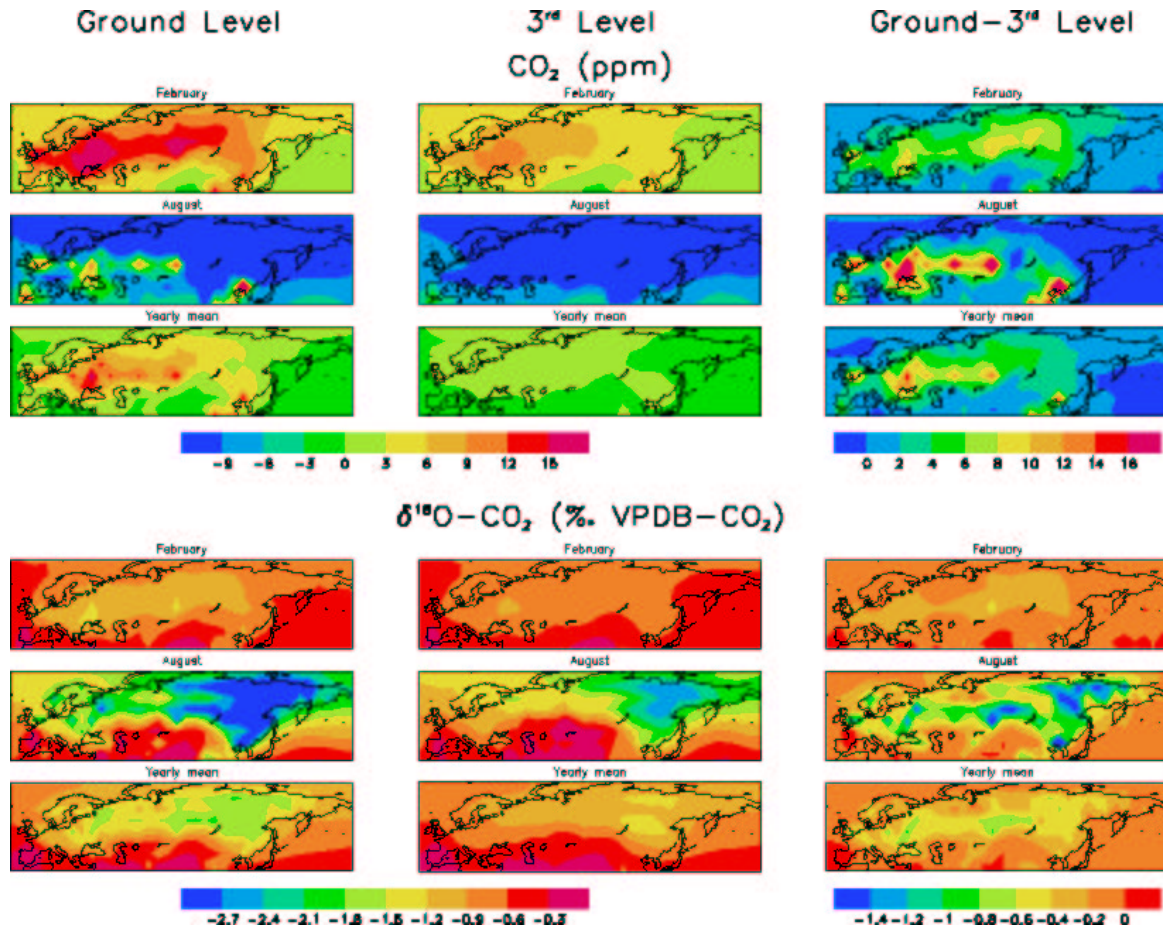 Ground Level 3rd Level Ground-3rd Level
CO₂ (ppm)
February February February
August August August
Yearly mean Yearly mean Yearly mean
-9 -6 -3 0 3 6 9 12 15
0 2 4 6 8 10 12 14 16
δ¹⁸O-CO₂ (‰ VPDB-CO₂)
February February February
August August August
Yearly mean Yearly mean Yearly mean
-2.7 -2.4 -2.1 -1.8 -1.5 -1.2 -0.9 -0.6 -0.3
-1.4 -1.2 -1 -0.8 -0.6 -0.4 -0.2 0